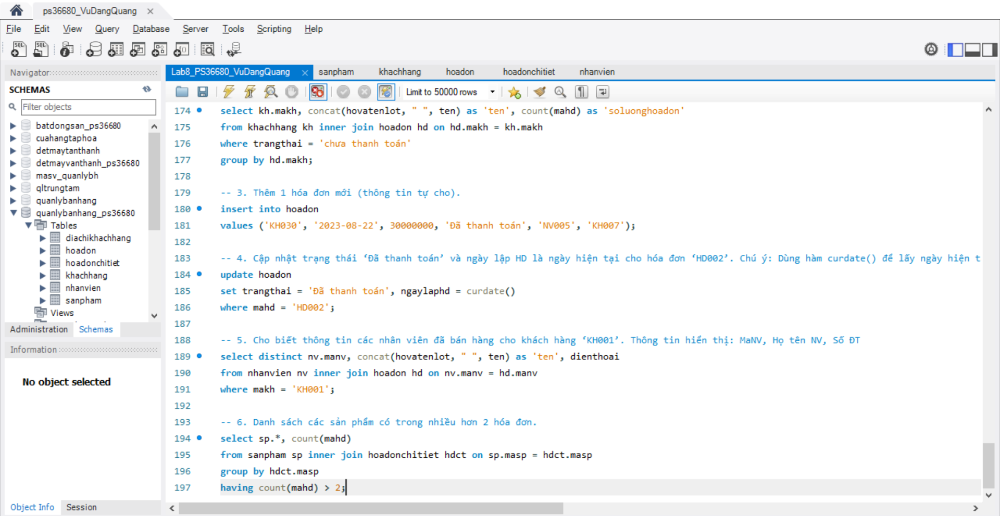 ps36680_VuDangQuang
File Edit View Query Database Server Tools Scripting Help
Navigator
SCHEMAS
Filter objects
batdongsan_ps36680
cuahangtaphoa
detmaytanthanh
detmayvanthanh_ps36680
masv_quanlybh
qltrungtam
quanlybanhang
quanlybanhang_ps36680
Tables
diachikhachhang
hoadon
hoadonchitiet
khachhang
nhanvien
sanpham
Views
Administration Schemas
Information
No object selected
Object Info Session
Lab8_PS36680_VuDangQuang sanpham khachhang hoadon hoadonchitiet nhanvien
Limit to 50000 rows
174 select kh.makh, concat(hovatenlot, " ", ten) as 'ten', count(mahd) as 'soluonghoadon'
175 from khachhang kh inner join hoadon hd on hd.makh = kh.makh
176 where trangthai = 'chưa thanh toán'
177 group by hd.makh;
178
179 -- 3. Thêm 1 hóa đơn mới (thông tin tự cho).
180 insert into hoadon
181 values ('KH030', '2023-08-22', 30000000, 'Đã thanh toán', 'NV005', 'KH007');
182
183 -- 4. Cập nhật trạng thái ‘Đã thanh toán’ và ngày lập HD là ngày hiện tại cho hóa đơn ‘HD002’. Chú ý: Dùng hàm curdate() để lấy ngày hiện t
184 update hoadon
185 set trangthai = 'Đã thanh toán', ngaylaphd = curdate()
186 where mahd = 'HD002';
187
188 -- 5. Cho biết thông tin các nhân viên đã bán hàng cho khách hàng ‘KH001’. Thông tin hiển thị: MaNV, Họ tên NV, Số ĐT
189 select distinct nv.manv, concat(hovatenlot, " ", ten) as 'ten', dienthoai
190 from nhanvien nv inner join hoadon hd on nv.manv = hd.manv
191 where makh = 'KH001';
192
193 -- 6. Danh sách các sản phẩm có trong nhiều hơn 2 hóa đơn.
194 select sp.*, count(mahd)
195 from sanpham sp inner join hoadonchitiet hdct on sp.masp = hdct.masp
196 group by hdct.masp
197 having count(mahd) > 2;